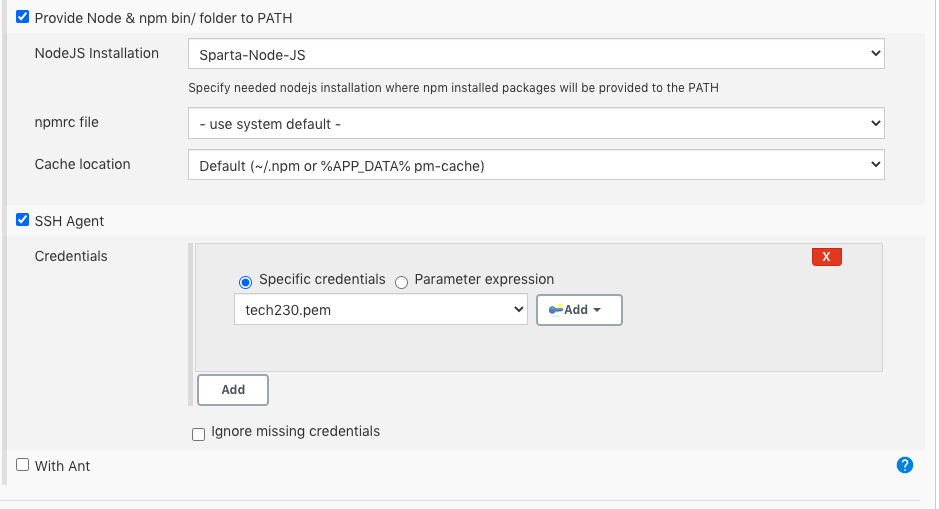 Provide Node & npm bin/ folder to PATH
NodeJS Installation
Sparta-Node-JS
Specify needed nodejs installation where npm installed packages will be provided to the PATH
npmrc file
- use system default -
Cache location
Default (~/.npm or %APP_DATA% pm-cache)
SSH Agent
Credentials
X
Specific credentials
Parameter expression
tech230.pem
Add
Add
Ignore missing credentials
With Ant
?